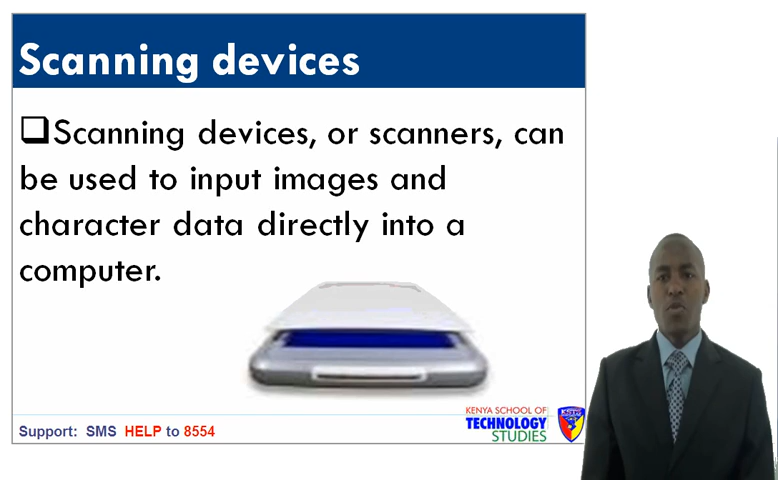 Scanning devices
Scanning devices, or scanners, can
be used to input images and
character data directly into a
computer.
Support: SMS HELP to 8554
KENYA SCHOOL OF
TECHNOLOGY
STUDIES